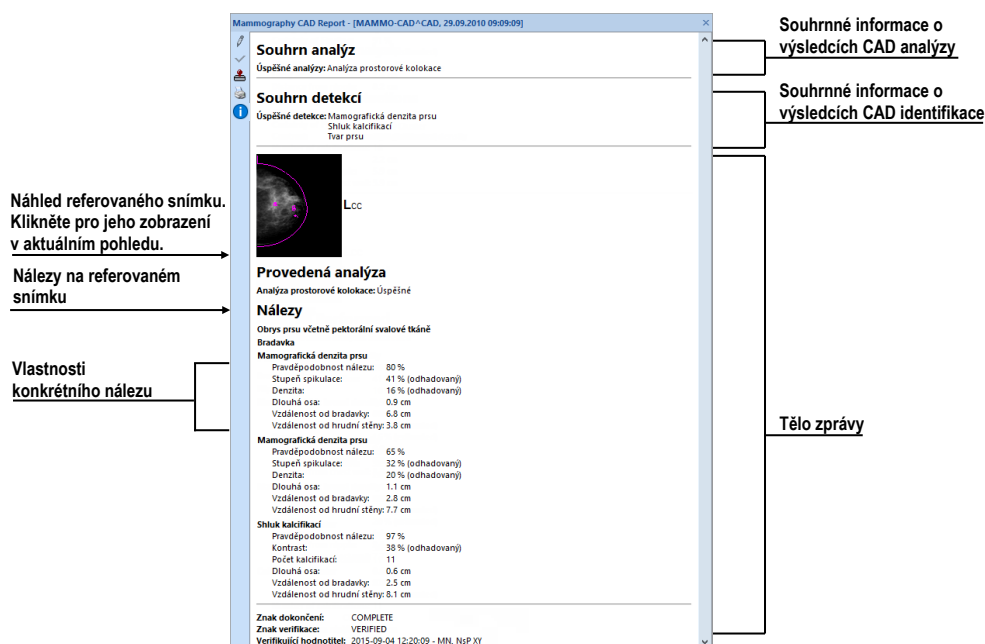 Mammography CAD Report - [MAMMO-CAD^CAD, 29.09.2010 09:09:09]
Souhrn analýz
Úspěšné analýzy: Analýza prostorové kolokace
Souhrn detekcí
Úspěšné detekce: Mamografická denzita prsu
Shluk kalcifikací
Tvar prsu
LCC
Provedená analýza
Analýza prostorové kolokace: Úspěšné
Nálezy
Obrys prsu včetně pektorální svalové tkáně
Bradavka
Mamografická denzita prsu
Pravděpodobnost nálezu: 80 %
Stupeň spikulace: 41 % (odhadovaný)
Denzita: 16 % (odhadovaný)
Dlouhá osa: 0.9 cm
Vzdálenost od bradavky: 6.8 cm
Vzdálenost od hrudní stěny: 3.8 cm
Mamografická denzita prsu
Pravděpodobnost nálezu: 65 %
Stupeň spikulace: 32 % (odhadovaný)
Denzita: 20 % (odhadovaný)
Dlouhá osa: 1.1 cm
Vzdálenost od bradavky: 2.8 cm
Vzdálenost od hrudní stěny: 7.7 cm
Shluk kalcifikací
Pravděpodobnost nálezu: 97 %
Kontrast: 38 % (odhadovaný)
Počet kalcifikací: 11
Dlouhá osa: 0.6 cm
Vzdálenost od bradavky: 2.5 cm
Vzdálenost od hrudní stěny: 8.1 cm
Znak dokončení: COMPLETE
Znak verifikace: VERIFIED
Verifikující hodnotitel: 2015-09-04 12:20:09 - MN, NsP XY
Náhled referovaného snímku.
Klikněte pro jeho zobrazení
v aktuálním pohledu.
Nálezy na referovaném
snímku
Vlastnosti
konkrétního nálezu
Souhrnné informace o
výsledcích CAD analýzy
Souhrnné informace o
výsledcích CAD identifikace
Tělo zprávy